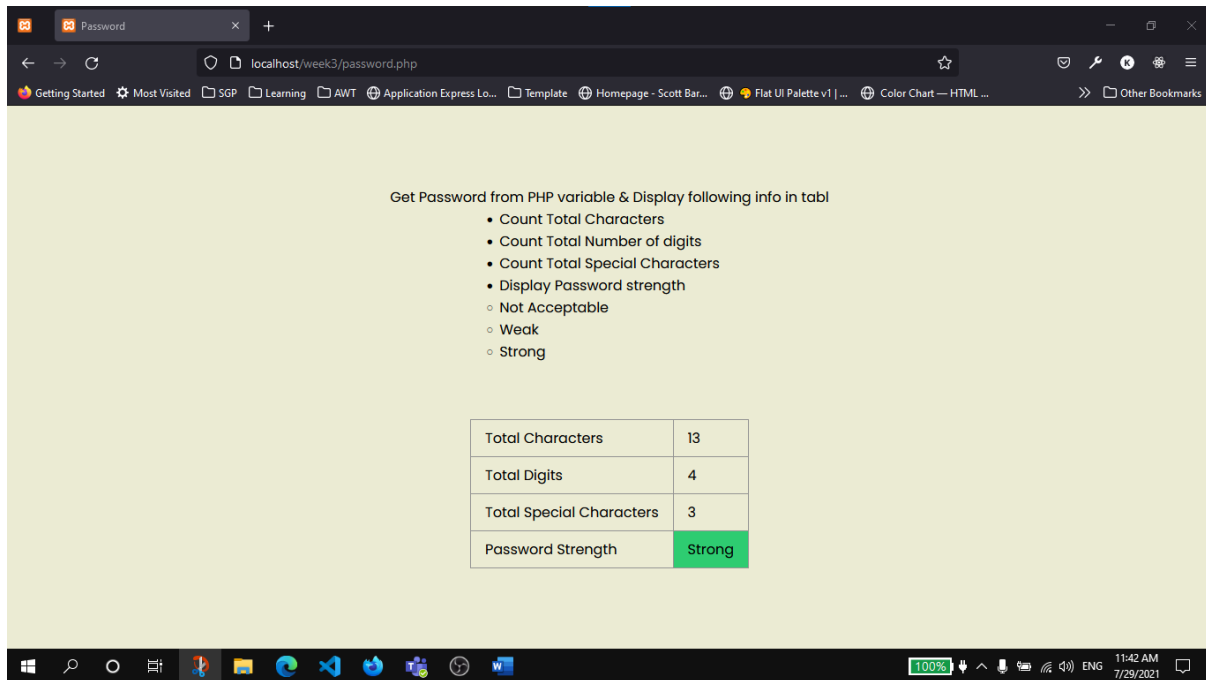 Password
localhost/week3/password.php
Getting Started Most Visited SGP Learning AWT Application Express Lo... Template Homepage - Scott Bar... Flat UI Palette v1 | ... Color Chart — HTML ... Other Bookmarks
Get Password from PHP variable & Display following info in tabl
• Count Total Characters
• Count Total Number of digits
• Count Total Special Characters
• Display Password strength
○ Not Acceptable
○ Weak
○ Strong
Total Characters 13
Total Digits 4
Total Special Characters 3
Password Strength Strong
100% ENG 11:42 AM
7/29/2021